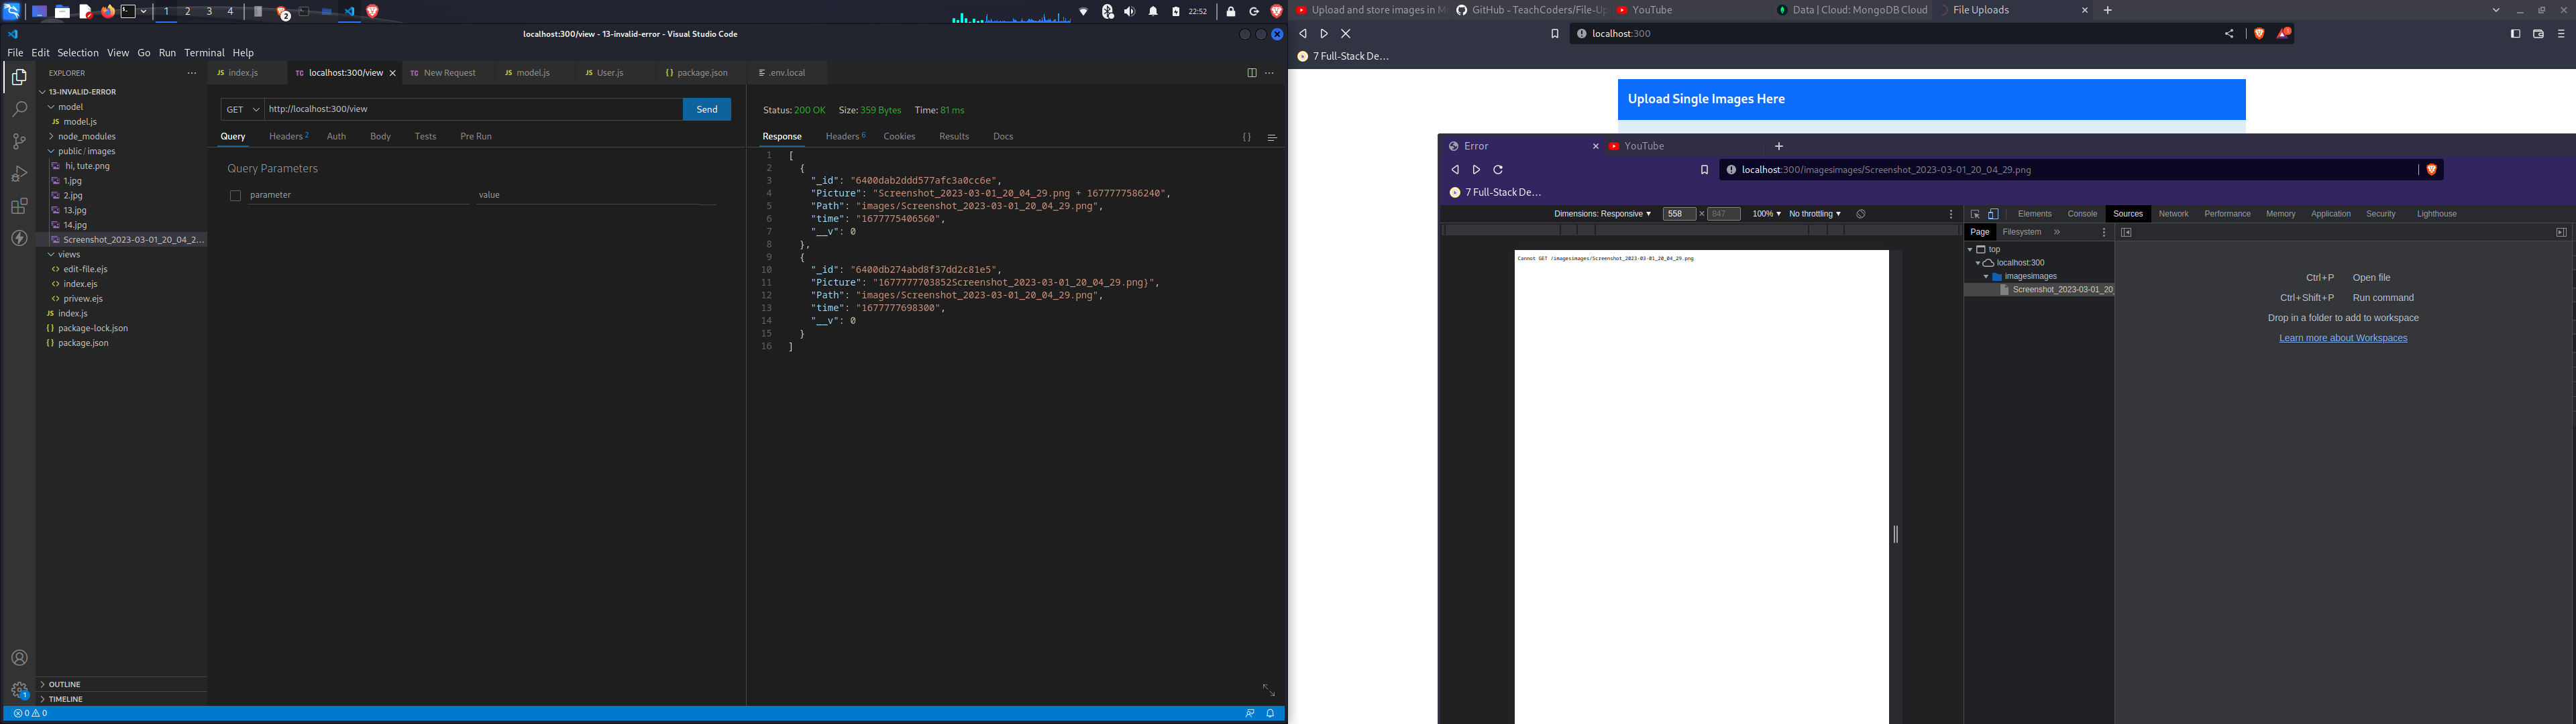 1 2 3 4
2
22:52
localhost:300/view - 13-invalid-error - Visual Studio Code
File Edit Selection View Go Run Terminal Help
EXPLORER
13-INVALID-ERROR
model
JS model.js
node_modules
public / images
hi, tute.png
1.jpg
2.jpg
13.jpg
14.jpg
Screenshot_2023-03-01_20_04_2...
views
edit-file.ejs
index.ejs
privew.ejs
JS index.js
{} package-lock.json
{} package.json
OUTLINE
TIMELINE
1
0 0
JS index.js
TC localhost:300/view
TC New Request
JS model.js
JS User.js
{} package.json
.env.local
GET http://localhost:300/view Send
Query Headers 2 Auth Body Tests Pre Run
Query Parameters
parameter value
Status: 200 OK Size: 359 Bytes Time: 81 ms
Response Headers 6 Cookies Results Docs
{ }
1 [
2 {
3 "_id": "6400dab2ddd577afc3a0cc6e",
4 "Picture": "Screenshot_2023-03-01_20_04_29.png + 1677777586240",
5 "Path": "images/Screenshot_2023-03-01_20_04_29.png",
6 "time": "1677775406560",
7 "__v": 0
8 },
9 {
10 "_id": "6400db274abd8f37dd2c81e5",
11 "Picture": "1677777703852Screenshot_2023-03-01_20_04_29.png}",
12 "Path": "images/Screenshot_2023-03-01_20_04_29.png",
13 "time": "1677777698300",
14 "__v": 0
15 }
16 ]
Upload and store images in M
GitHub - TeachCoders/File-Up
YouTube
Data | Cloud: MongoDB Cloud
File Uploads
localhost:300
7 Full-Stack De...
Upload Single Images Here
Error
YouTube
localhost:300/imagesimages/Screenshot_2023-03-01_20_04_29.png
7 Full-Stack De...
Dimensions: Responsive 558 × 847 100% No throttling
Cannot GET /imagesimages/Screenshot_2023-03-01_20_04_29.png
Elements Console Sources Network Performance Memory Application Security Lighthouse
Page Filesystem »
top
localhost:300
imagesimages
Screenshot_2023-03-01_20_
Ctrl+P Open file
Ctrl+Shift+P Run command
Drop in a folder to add to workspace
Learn more about Workspaces